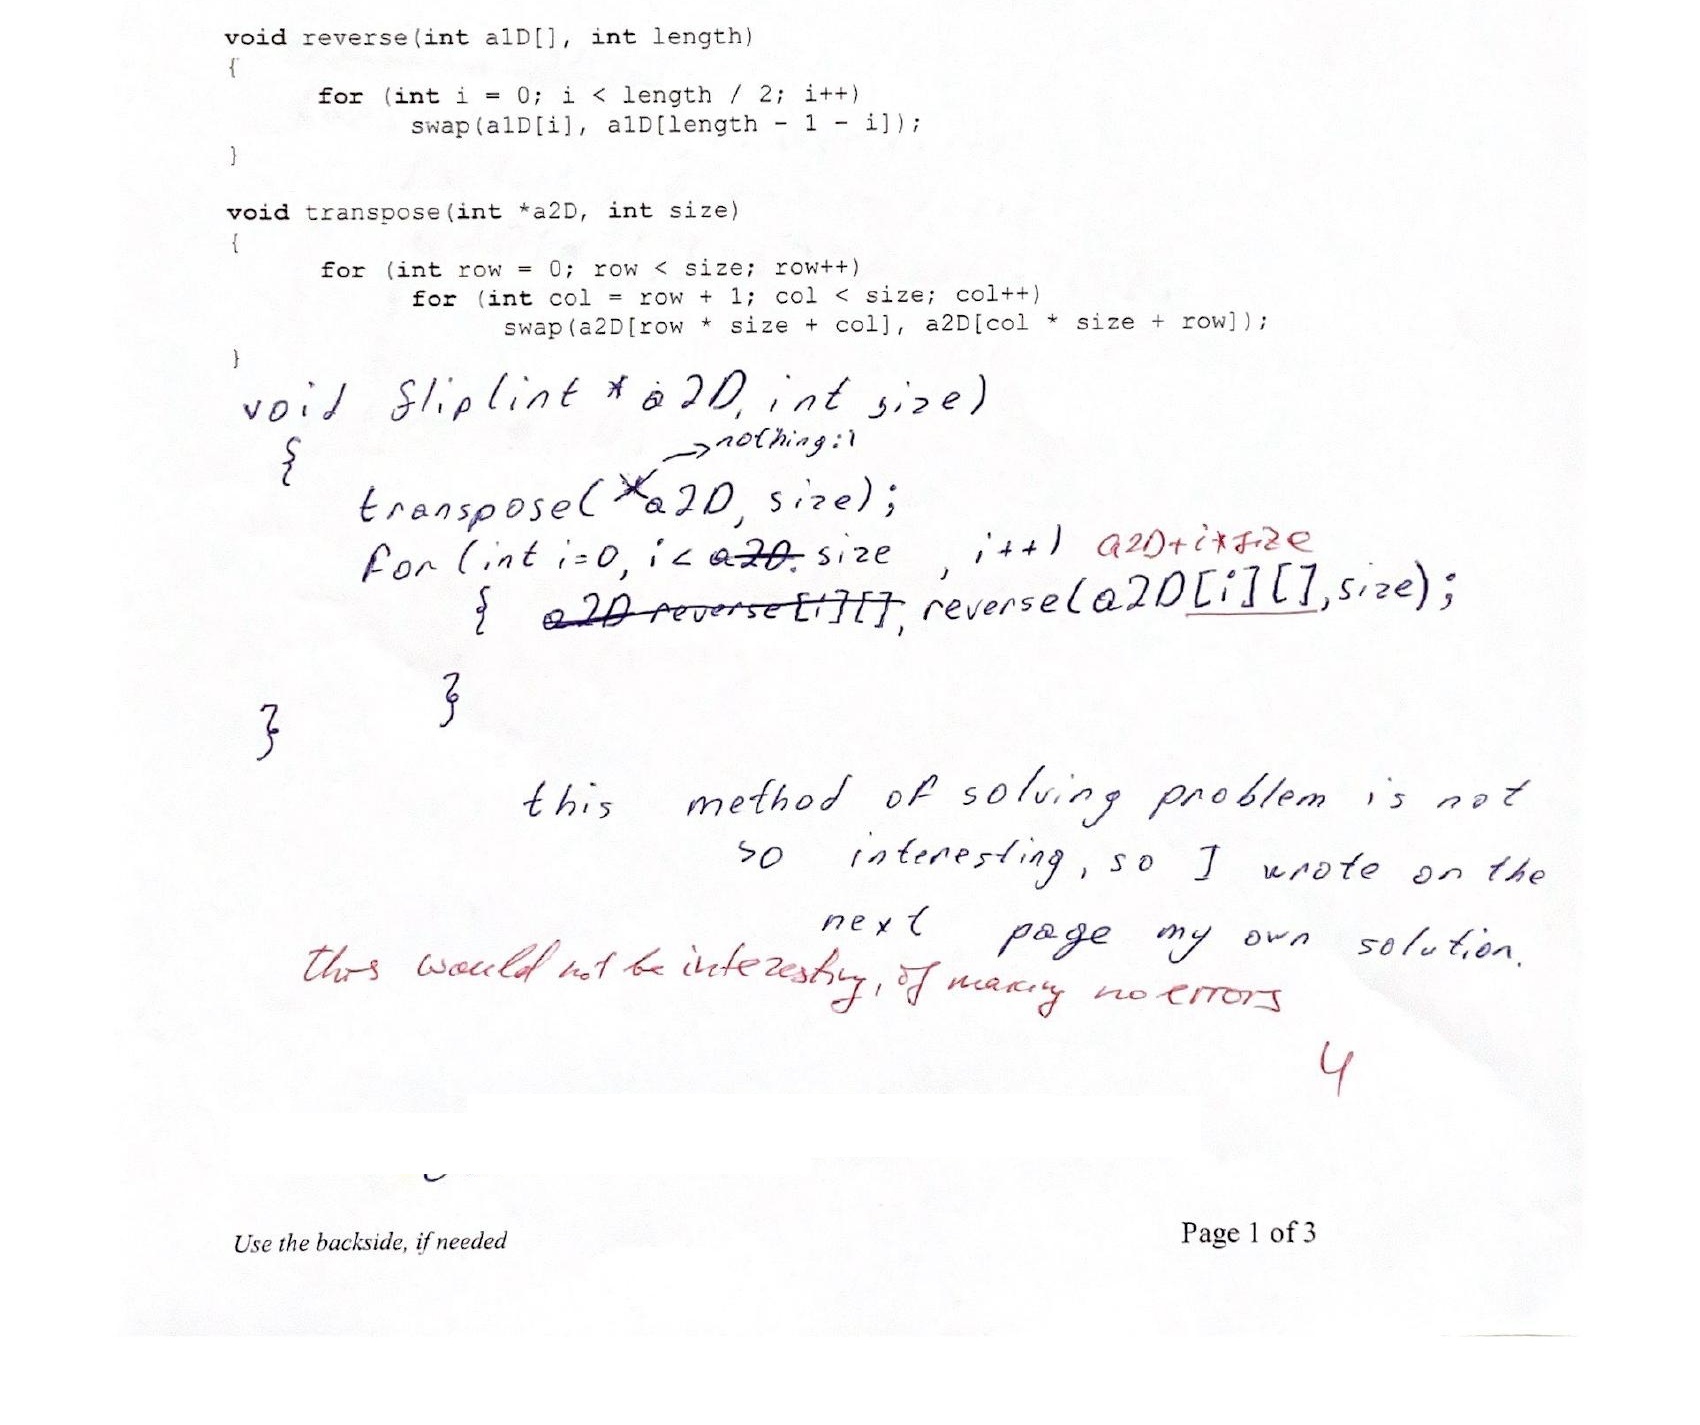 void reverse(int a1D[], int length)
{
for (int i = 0; i < length / 2; i++)
swap(a1D[i], a1D[length - 1 - i]);
}
void transpose(int *a2D, int size)
{
for (int row = 0; row < size; row++)
for (int col = row + 1; col < size; col++)
swap(a2D[row * size + col], a2D[col * size + row]);
}
void flip(int * a2D, int size)
{
→ nothing :)
transpose(*a2D, size);
for (int i=0, i < a2D. size , i++) a2D+i*size
{ a2D reverse[i][], reverse(a2D[i][], size);
}
}
this method of solving problem is not
so interesting, so I wrote on the
next page my own solution.
this would not be interesting, if making no errors
4
Use the backside, if needed
Page 1 of 3